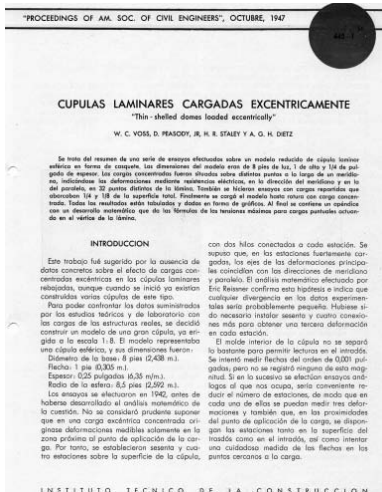 "PROCEEDINGS OF AM. SOC. OF CIVIL ENGINEERS", OCTUBRE, 1947
CUPULAS LAMINARES CARGADAS EXCENTRICAMENTE
"Thin - shelled domes loaded eccentrically"
W. C. VOSS, D. PEABODY, JR, H. R. STALEY Y A. G. H. DIETZ
Se trata del resumen de una serie de ensayos efectuados sobre un modelo reducido de cúpula laminar
esférica en forma de casquete. Las dimensiones del modelo eran de 8 pies de luz, 1 de alto y 1/4 de pul-
gada de espesor. Las cargas concentradas fueron situadas sobre distintos puntos a lo largo de un meridia-
no, indicándose las deformaciones mediante resistencias eléctricas, en la dirección del meridiano y en la
del paralelo, en 32 puntos distintos de la lámina. También se hicieron ensayos con cargas repartidas que
abarcaban 1/4 y 1/8 de la superficie total. Finalmente se cargó el modelo hasta rotura con carga concen-
trada. Todos los resultados están tabulados y dados en forma de gráficos. Al final se contiene un apéndice
con un desarrollo matemático que da las fórmulas de las tensiones máximas para cargas puntuales actuan-
do en el vértice de la lámina.
INTRODUCCION
Este trabajo fué sugerido por la ausencia de
datos concretos sobre el efecto de cargas con-
centradas excéntricas en las cúpulas laminares
rebajadas, aunque cuando se inició ya existían
construídas varias cúpulas de este tipo.
Para poder confrontar los datos suministrados
por los estudios teóricos y de laboratorio con
las cargas de las estructuras reales, se decidió
construir un modelo de una gran cúpula, ya eri-
gida a la escala 1: 8. El modelo representaba
una cúpula esférica, y sus dimensiones fueron:
Diámetro de la base: 8 pies (2,438 m.).
Flecha: 1 pie (0,305 m.).
Espesor: 0,25 pulgadas (6,35 m/m.).
Radio de la esfera: 8,5 pies (2,592 m.).
Los ensayos se efectuaron en 1942, antes de
haberse desarrollado el análisis matemático de
la cuestión. No se consideró prudente suponer
que en una carga excéntrica concentrada ori-
ginase deformaciones medibles solamente en la
zona próxima al punto de aplicación de la car-
ga. Por tanto, se establecieron sesenta y cua-
tro estaciones sobre la superficie de la cúpula,
con dos hilos conectados a cada estación. Se
supuso que, en las estaciones fuertemente car-
gadas, los ejes de las deformaciones principa-
les coincidían con las direcciones de meridiano
y paralelo. El análisis matemático efectuado por
Eric Reissner confirma esta hipótesis e indica que
cualquier divergencia en los datos experimen-
tales sería probablemente pequeña. Hubiese si-
do necesario instalar sesenta y cuatro conexio-
nes más para obtener una tercera deformación
en cada estación.
El molde interior de la cúpula no se separó
lo bastante para permitir lecturas en el intradós.
Se intentó medir flechas del orden de 0,001 pul-
gadas, pero no se registró ninguna de esta mag-
nitud. Si en lo sucesivo se efectúan ensayos aná-
logos al que nos ocupa, sería conveniente re-
ducir el número de estaciones, de modo que en
cada una de ellas se puedan medir tres defor-
maciones y también que, en las proximidades
del punto de aplicación de la carga, se dispon-
gan las estaciones tanto en la superficie del
trasdós como en el intradós, así como intentar
una cuidadosa medida de las flechas en los
puntos cercanos a la carga.
INSTITUTO TECNICO DE LA CONSTRUCCION